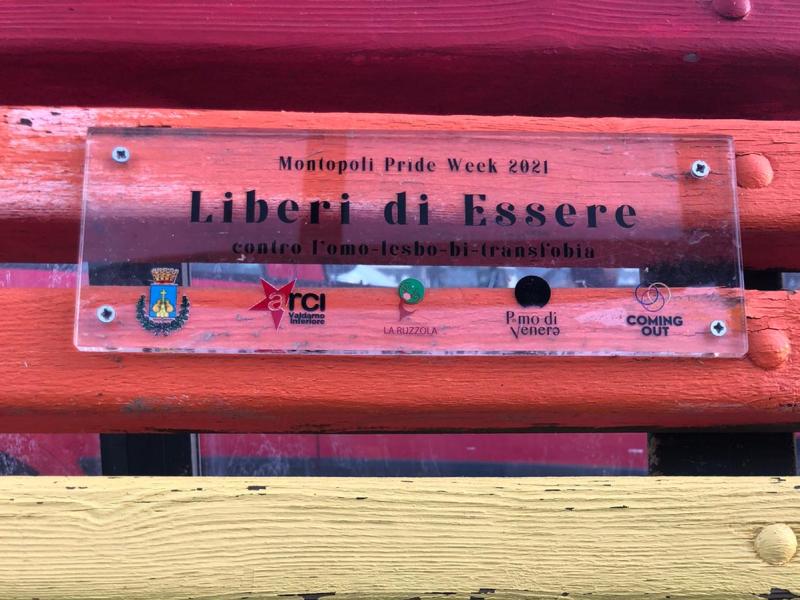 Montopoli Pride Week 2021
Liberi di Essere
contro l'omo-lesbo-bi-transfobia
arci
Valdarno
Inferiore
LA RUZZOLA
Pomo di
Venere
COMING
OUT